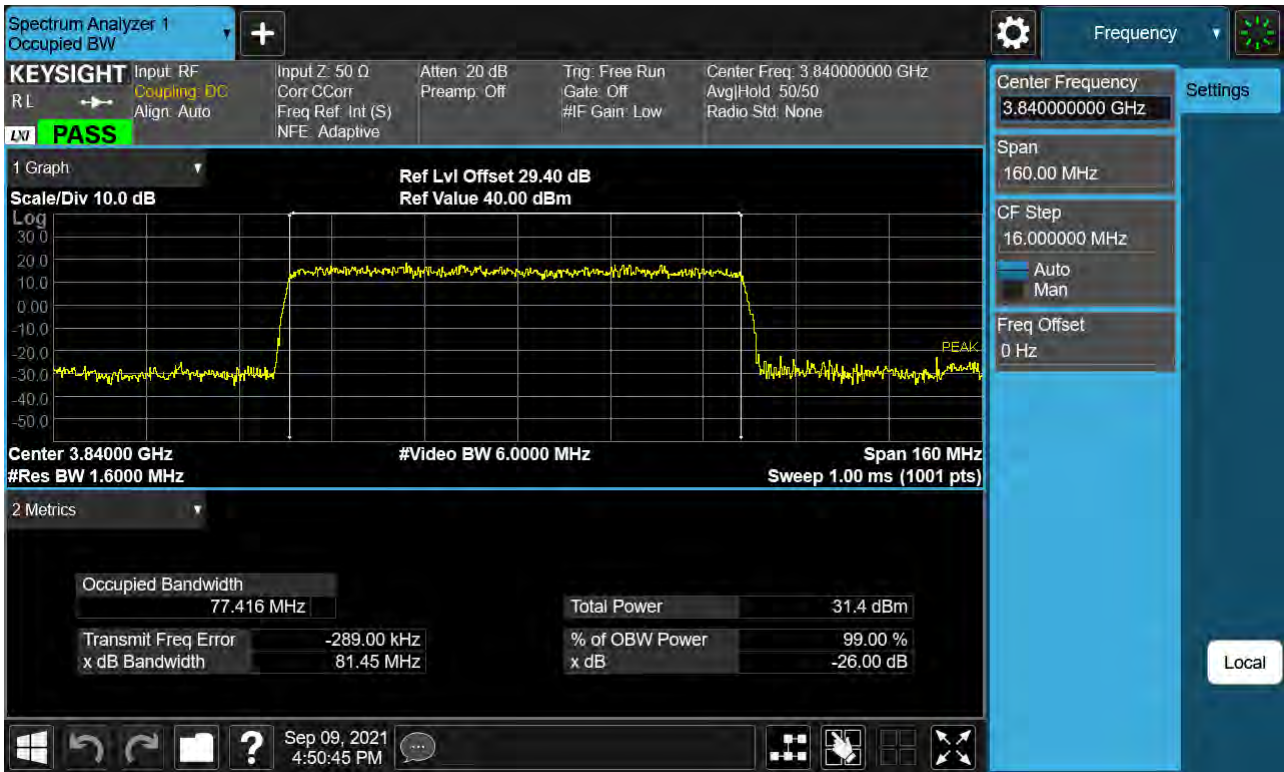 Spectrum Analyzer 1
Occupied BW
+
Frequency
KEYSIGHT
RL
LXI
PASS
Input: RF
Coupling: DC
Align: Auto
Input Z: 50 Ω
Corr CCorr
Freq Ref: Int (S)
NFE: Adaptive
Atten: 20 dB
Preamp: Off
Trig: Free Run
Gate: Off
#IF Gain: Low
Center Freq: 3.840000000 GHz
Avg|Hold: 50/50
Radio Std: None
Center Frequency
3.840000000 GHz
Settings
Span
160.00 MHz
CF Step
16.000000 MHz
Auto
Man
Freq Offset
0 Hz
Local
1 Graph
Scale/Div 10.0 dB
Ref Lvl Offset 29.40 dB
Ref Value 40.00 dBm
Log
30.0
20.0
10.0
0.00
-10.0
-20.0
-30.0
-40.0
-50.0
PEAK
Center 3.84000 GHz
#Video BW 6.0000 MHz
Span 160 MHz
#Res BW 1.6000 MHz
Sweep 1.00 ms (1001 pts)
2 Metrics
Occupied Bandwidth
77.416 MHz
Total Power 31.4 dBm
Transmit Freq Error -289.00 kHz
% of OBW Power 99.00 %
x dB Bandwidth 81.45 MHz
x dB -26.00 dB
?
Sep 09, 2021
4:50:45 PM